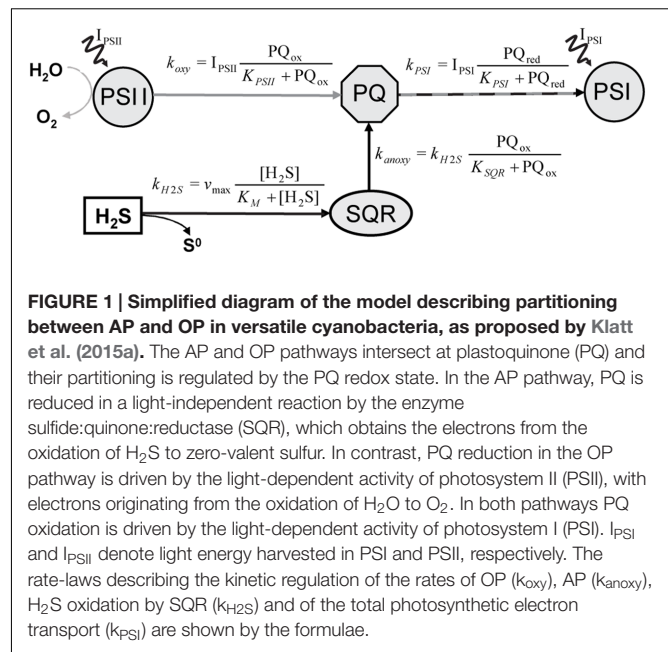 I_PSII
I_PSI
H₂O
O₂
PSII
k_oxy = I_PSII PQ_ox / (K_PSII + PQ_ox)
PQ
k_PSI = I_PSI PQ_red / (K_PSI + PQ_red)
PSI
k_anoxy = k_H2S PQ_ox / (K_SQR + PQ_ox)
k_H2S = v_max [H₂S] / (K_M + [H₂S])
H₂S
S⁰
SQR
FIGURE 1 | Simplified diagram of the model describing partitioning
between AP and OP in versatile cyanobacteria, as proposed by Klatt
et al. (2015a). The AP and OP pathways intersect at plastoquinone (PQ) and
their partitioning is regulated by the PQ redox state. In the AP pathway, PQ is
reduced in a light-independent reaction by the enzyme
sulfide:quinone:reductase (SQR), which obtains the electrons from the
oxidation of H₂S to zero-valent sulfur. In contrast, PQ reduction in the OP
pathway is driven by the light-dependent activity of photosystem II (PSII), with
electrons originating from the oxidation of H₂O to O₂. In both pathways PQ
oxidation is driven by the light-dependent activity of photosystem I (PSI). I_PSI
and I_PSII denote light energy harvested in PSI and PSII, respectively. The
rate-laws describing the kinetic regulation of the rates of OP (k_oxy), AP (k_anoxy),
H₂S oxidation by SQR (k_H2S) and of the total photosynthetic electron
transport (k_PSI) are shown by the formulae.